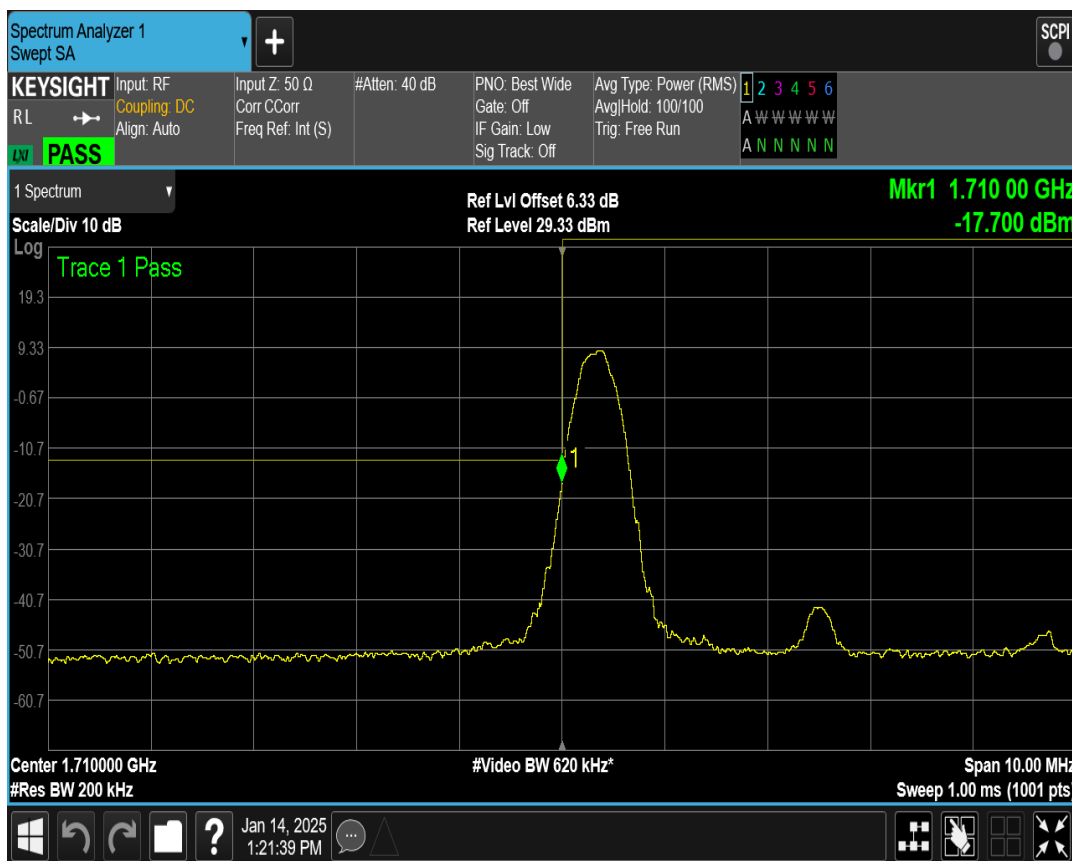 Spectrum Analyzer 1
Swept SA
SCPI
KEYSIGHT
RL
LXI
PASS
Input: RF
Coupling: DC
Align: Auto
Input Z: 50 Ω
Corr CCorr
Freq Ref: Int (S)
#Atten: 40 dB
PNO: Best Wide
Gate: Off
IF Gain: Low
Sig Track: Off
Avg Type: Power (RMS)
Avg|Hold: 100/100
Trig: Free Run
1 2 3 4 5 6
A W W W W W
A N N N N N
1 Spectrum
Scale/Div 10 dB
Ref Lvl Offset 6.33 dB
Ref Level 29.33 dBm
Mkr1 1.710 00 GHz
-17.700 dBm
Log
Trace 1 Pass
19.3
9.33
-0.67
-10.7
1
-20.7
-30.7
-40.7
-50.7
-60.7
Center 1.710000 GHz
#Res BW 200 kHz
#Video BW 620 kHz*
Span 10.00 MHz
Sweep 1.00 ms (1001 pts)
?
Jan 14, 2025
1:21:39 PM